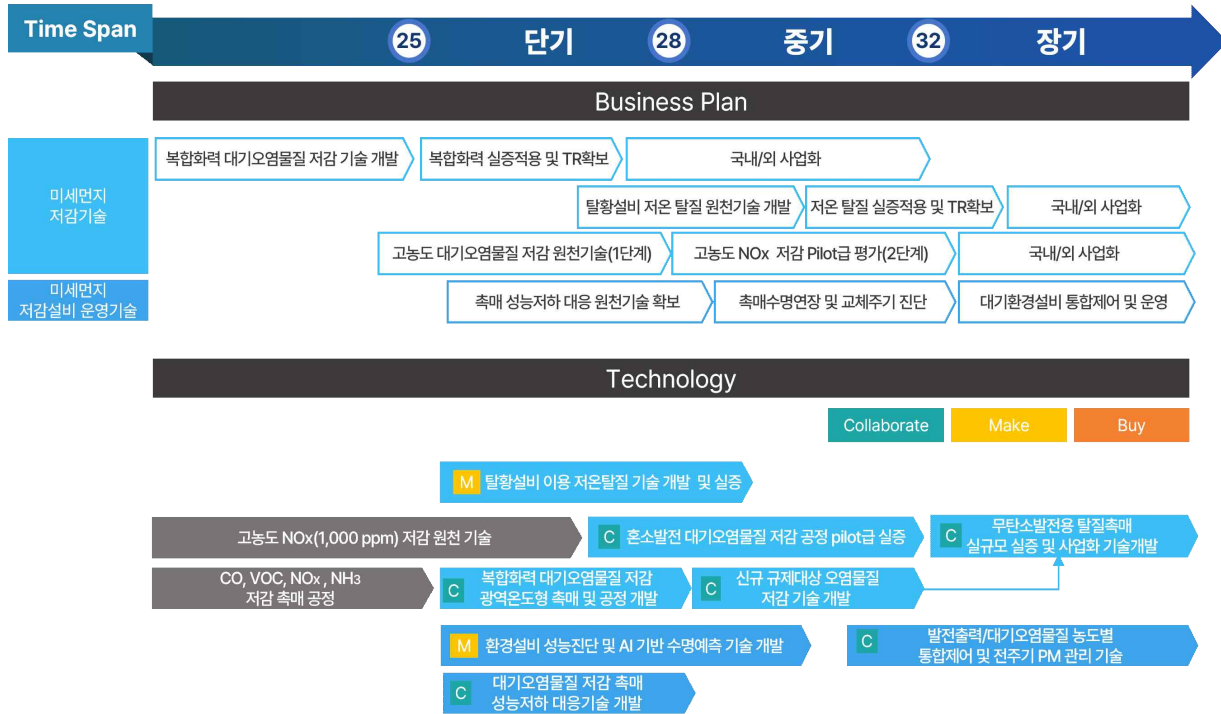 Time Span
25
단기
28
중기
32
장기
Business Plan
미세먼지
저감기술
복합화력 대기오염물질 저감 기술 개발
복합화력 실증적용 및 TR확보
국내/외 사업화
탈황설비 저온 탈질 원천기술 개발
저온 탈질 실증적용 및 TR확보
국내/외 사업화
고농도 대기오염물질 저감 원천기술(1단계)
고농도 NOx 저감 Pilot급 평가(2단계)
국내/외 사업화
미세먼지
저감설비 운영기술
촉매 성능저하 대응 원천기술 확보
촉매수명연장 및 교체주기 진단
대기환경설비 통합제어 및 운영
Technology
Collaborate
Make
Buy
M 탈황설비 이용 저온탈질 기술 개발 및 실증
고농도 NOx(1,000 ppm) 저감 원천 기술
C 혼소발전 대기오염물질 저감 공정 pilot급 실증
C 무탄소발전용 탈질촉매
실규모 실증 및 사업화 기술개발
CO, VOC, NOx , NH3
저감 촉매 공정
C 복합화력 대기오염물질 저감
광역온도형 촉매 및 공정 개발
C 신규 규제대상 오염물질
저감 기술 개발
M 환경설비 성능진단 및 AI 기반 수명예측 기술 개발
C 발전출력/대기오염물질 농도별
통합제어 및 전주기 PM 관리 기술
C 대기오염물질 저감 촉매
성능저하 대응기술 개발